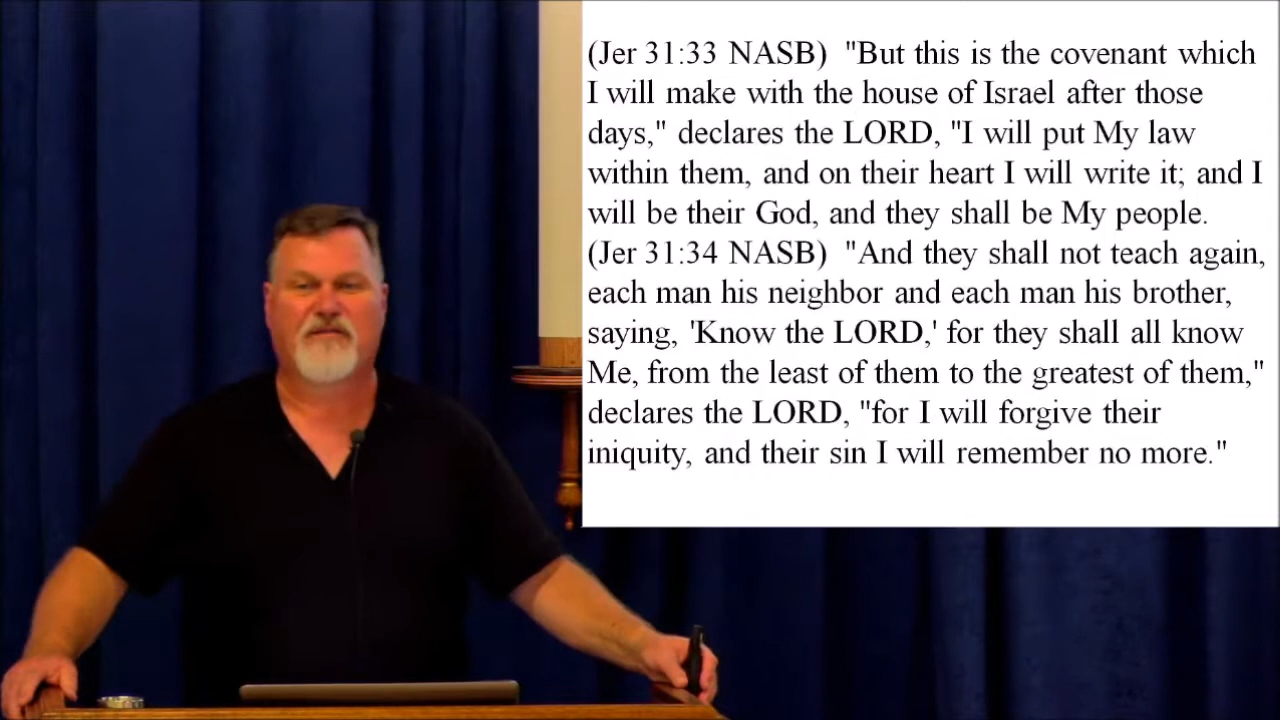 (Jer 31:33 NASB) "But this is the covenant which
I will make with the house of Israel after those
days," declares the LORD, "I will put My law
within them, and on their heart I will write it; and I
will be their God, and they shall be My people.
(Jer 31:34 NASB) "And they shall not teach again,
each man his neighbor and each man his brother,
saying, 'Know the LORD,' for they shall all know
Me, from the least of them to the greatest of them,"
declares the LORD, "for I will forgive their
iniquity, and their sin I will remember no more."